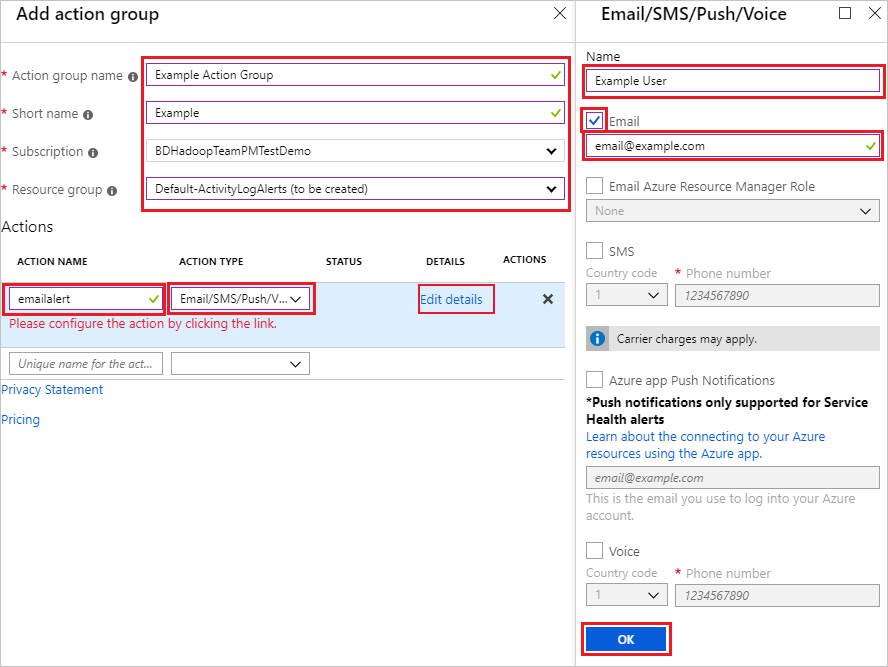 Add action group
* Action group name
Example Action Group
* Short name
Example
* Subscription
BDHadoopTeamPMTestDemo
* Resource group
Default-ActivityLogAlerts (to be created)
Actions
ACTION NAME ACTION TYPE STATUS DETAILS ACTIONS
emailalert Email/SMS/Push/V... Edit details
Please configure the action by clicking the link.
Unique name for the act...
Privacy Statement
Pricing
Email/SMS/Push/Voice
Name
Example User
Email
email@example.com
Email Azure Resource Manager Role
None
SMS
Country code * Phone number
1 1234567890
Carrier charges may apply.
Azure app Push Notifications
*Push notifications only supported for Service
Health alerts
Learn about the connecting to your Azure
resources using the Azure app.
email@example.com
This is the email you use to log into your Azure
account.
Voice
Country code * Phone number
1 1234567890
OK